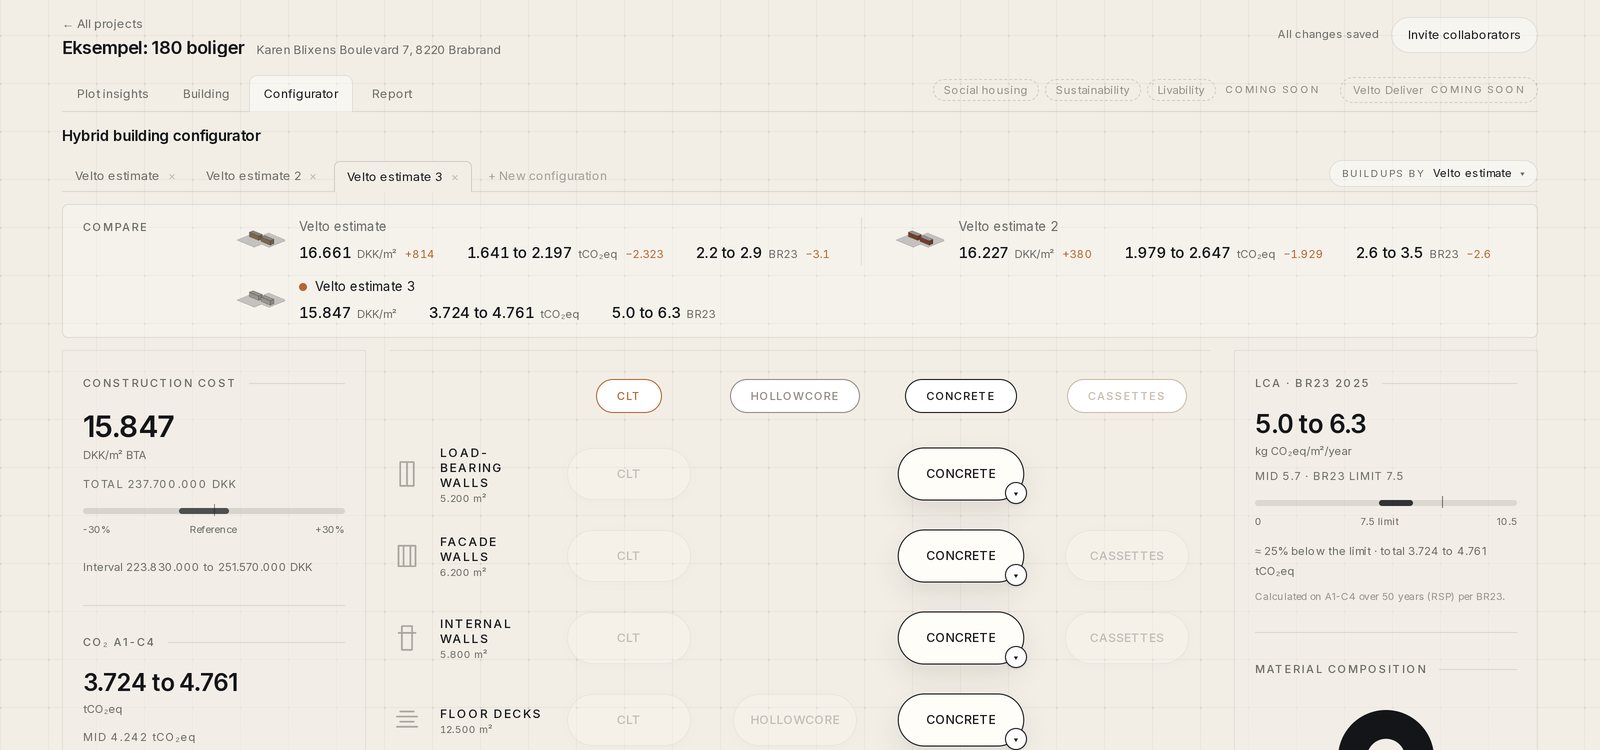 ← All projects
Eksempel: 180 boliger Karen Blixens Boulevard 7, 8220 Brabrand
All changes saved Invite collaborators
Plot insights Building Configurator Report
Social housing Sustainability Livability COMING SOON Velto Deliver COMING SOON
Hybrid building configurator
Velto estimate × Velto estimate 2 × Velto estimate 3 × + New configuration
BUILDUPS BY Velto estimate ▾
COMPARE
Velto estimate
16.661 DKK/m² +814 1.641 to 2.197 tCO₂eq −2.323 2.2 to 2.9 BR23 −3.1
Velto estimate 2
16.227 DKK/m² +380 1.979 to 2.647 tCO₂eq −1.929 2.6 to 3.5 BR23 −2.6
Velto estimate 3
15.847 DKK/m² 3.724 to 4.761 tCO₂eq 5.0 to 6.3 BR23
CONSTRUCTION COST
15.847
DKK/m² BTA
TOTAL 237.700.000 DKK
-30% Reference +30%
Interval 223.830.000 to 251.570.000 DKK
CO₂ A1-C4
3.724 to 4.761
tCO₂eq
MID 4.242 tCO₂eq
CLT HOLLOWCORE CONCRETE CASSETTES
LOAD-
BEARING
WALLS
5.200 m²
CLT CONCRETE
FACADE
WALLS
6.200 m²
CLT CONCRETE CASSETTES
INTERNAL
WALLS
5.800 m²
CLT CONCRETE CASSETTES
FLOOR DECKS
12.500 m²
CLT HOLLOWCORE CONCRETE
LCA · BR23 2025
5.0 to 6.3
kg CO₂eq/m²/year
MID 5.7 · BR23 LIMIT 7.5
0 7.5 limit 10.5
≈ 25% below the limit · total 3.724 to 4.761
tCO₂eq
Calculated on A1-C4 over 50 years (RSP) per BR23.
MATERIAL COMPOSITION